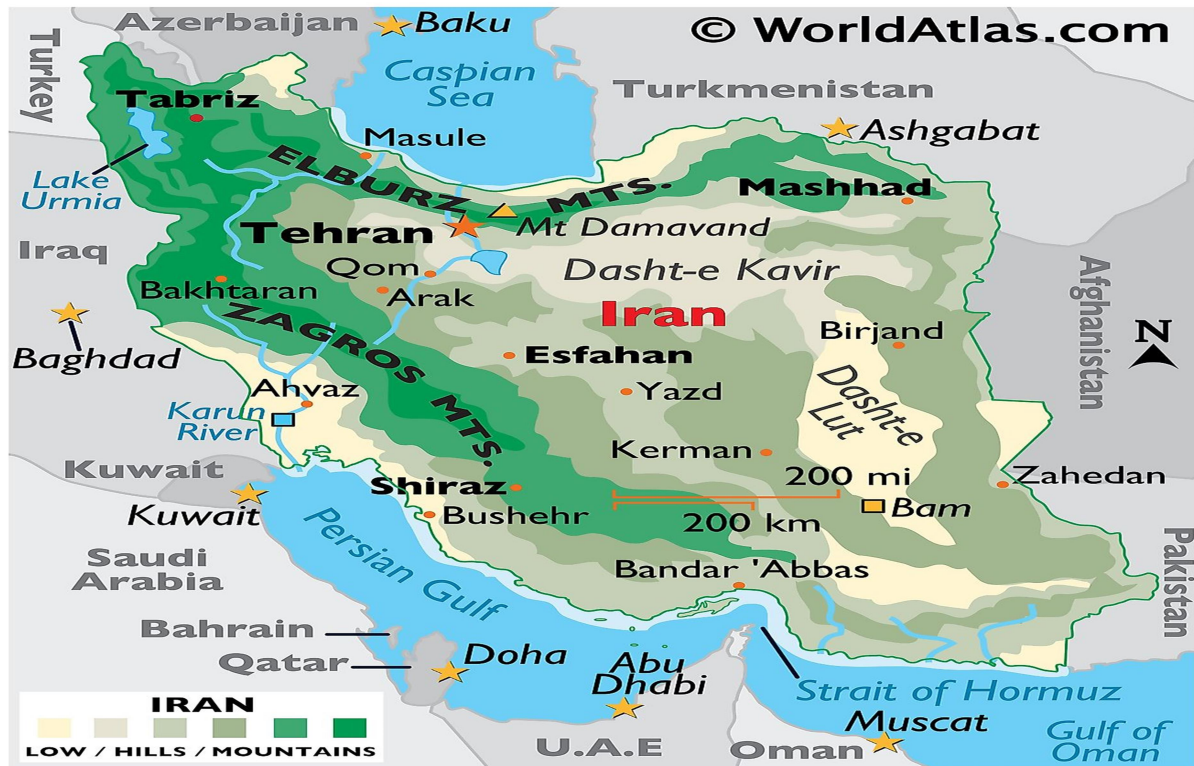 Azerbaijan
Baku
© WorldAtlas.com
Turkey
Caspian
Sea
Turkmenistan
Tabriz
Masule
Ashgabat
Lake
Urmia
ELBURZ MTS.
Mashhad
Tehran
Mt Damavand
Iraq
Qom
Dasht-e Kavir
Afghanistan
Bakhtaran
Arak
Iran
Birjand
N
Baghdad
ZAGROS MTS.
Esfahan
Dasht-e
Lut
Ahvaz
Yazd
Karun
River
Kerman
Kuwait
200 mi
Zahedan
Shiraz
Kuwait
Bushehr
200 km
Bam
Persian Gulf
Saudi
Arabia
Bandar 'Abbas
Pakistan
Bahrain
Qatar
Doha
Abu
Dhabi
Strait of Hormuz
IRAN
Muscat
Gulf of
Oman
LOW / HILLS / MOUNTAINS
U.A.E
Oman